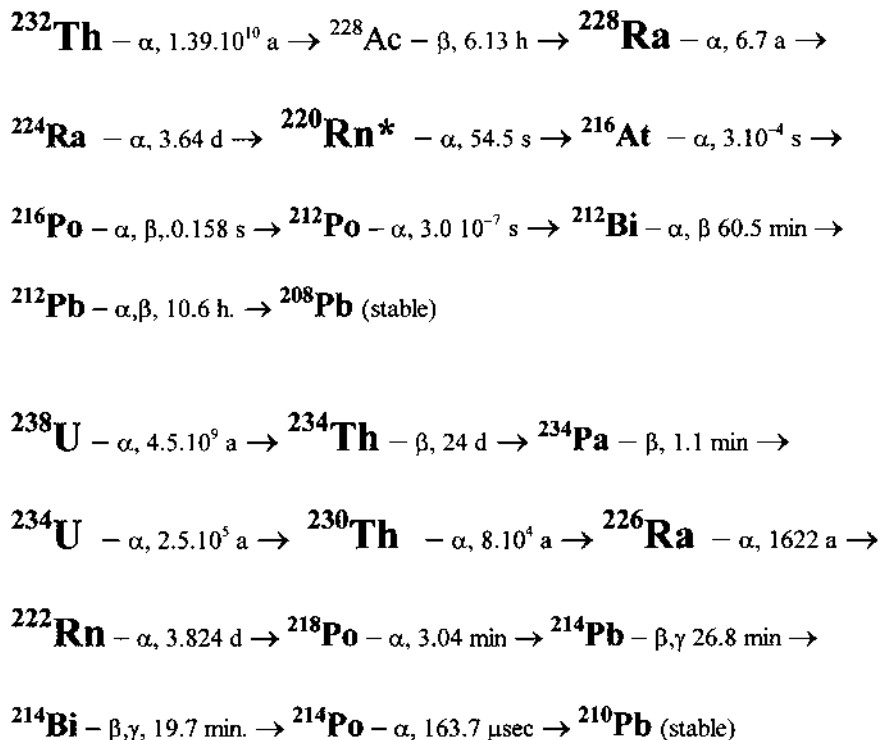 ²³²Th – α, 1.39.10¹⁰ a → ²²⁸Ac – β, 6.13 h → ²²⁸Ra – α, 6.7 a →
²²⁴Ra – α, 3.64 d → ²²⁰Rn* – α, 54.5 s → ²¹⁶At – α, 3.10⁻⁴ s →
²¹⁶Po – α, β,.0.158 s → ²¹²Po – α, 3.0 10⁻⁷ s → ²¹²Bi – α, β 60.5 min →
²¹²Pb – α,β, 10.6 h. → ²⁰⁸Pb (stable)
²³⁸U – α, 4.5.10⁹ a → ²³⁴Th – β, 24 d → ²³⁴Pa – β, 1.1 min →
²³⁴U – α, 2.5.10⁵ a → ²³⁰Th – α, 8.10⁴ a → ²²⁶Ra – α, 1622 a →
²²²Rn – α, 3.824 d → ²¹⁸Po – α, 3.04 min → ²¹⁴Pb – β,γ 26.8 min →
²¹⁴Bi – β,γ, 19.7 min. → ²¹⁴Po – α, 163.7 μsec → ²¹⁰Pb (stable)